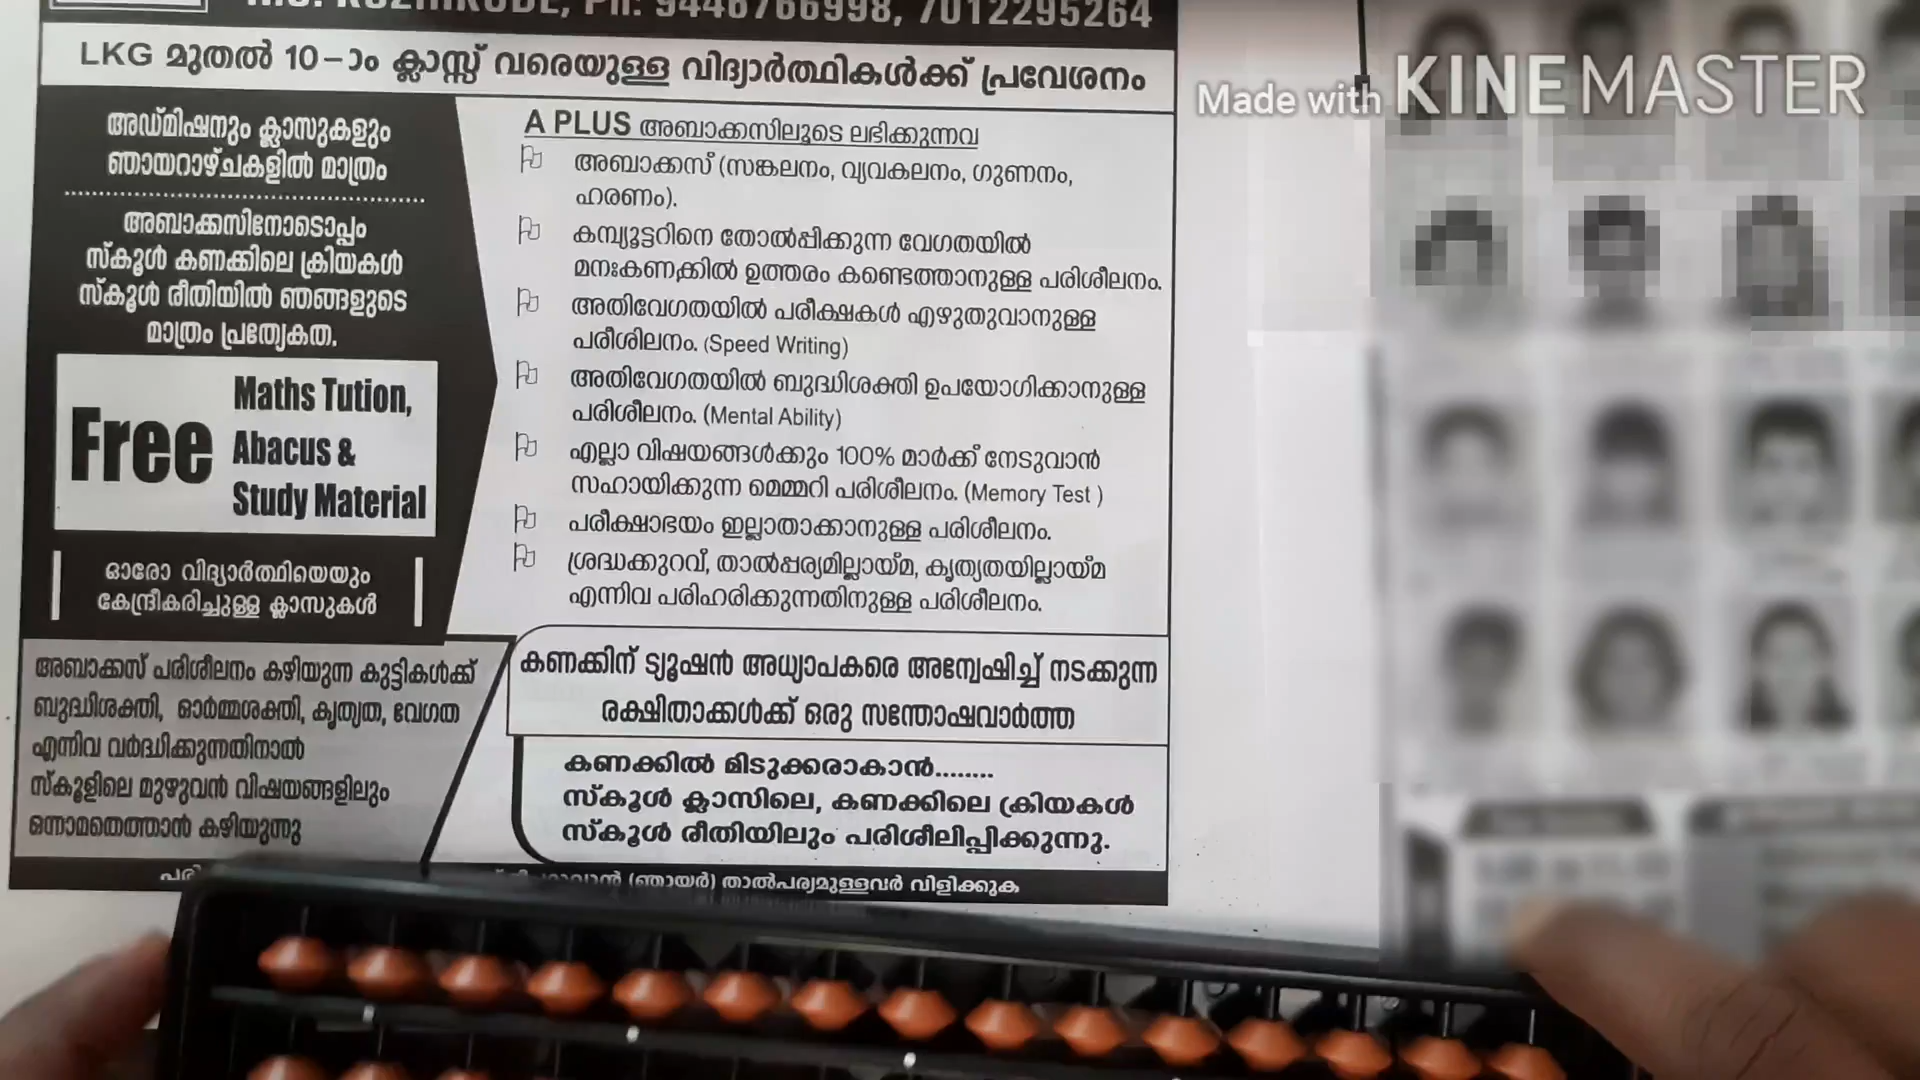 9446766998, 7012295264
LKG മുതൽ 10-ാം ക്ലാസ്സ് വരെയുള്ള വിദ്യാർത്ഥികൾക്ക് പ്രവേശനം
Made with KINEMASTER
അഡ്മിഷനും ക്ലാസുകളും
ഞായറാഴ്ചകളിൽ മാത്രം
അബാക്കസിനോടൊപ്പം
സ്കൂൾ കണക്കിലെ ക്രിയകൾ
സ്കൂൾ രീതിയിൽ ഞങ്ങളുടെ
മാത്രം പ്രത്യേകത.
Free
Maths Tution,
Abacus &
Study Material
ഓരോ വിദ്യാർത്ഥിയെയും
കേന്ദ്രീകരിച്ചുള്ള ക്ലാസുകൾ
അബാക്കസ് പരിശീലനം കഴിയുന്ന കുട്ടികൾക്ക്
ബുദ്ധിശക്തി, ഓർമ്മശക്തി, കൃത്യത, വേഗത
എന്നിവ വർദ്ധിക്കുന്നതിനാൽ
സ്കൂളിലെ മുഴുവൻ വിഷയങ്ങളിലും
ഒന്നാമതെത്താൻ കഴിയുന്നു
A PLUS അബാക്കസിലൂടെ ലഭിക്കുന്നവ
അബാക്കസ് (സങ്കലനം, വ്യവകലനം, ഗുണനം,
ഹരണം).
കമ്പ്യൂട്ടറിനെ തോൽപ്പിക്കുന്ന വേഗതയിൽ
മനഃകണക്കിൽ ഉത്തരം കണ്ടെത്താനുള്ള പരിശീലനം.
അതിവേഗതയിൽ പരീക്ഷകൾ എഴുതുവാനുള്ള
പരീശിലനം. (Speed Writing)
അതിവേഗതയിൽ ബുദ്ധിശക്തി ഉപയോഗിക്കാനുള്ള
പരിശീലനം. (Mental Ability)
എല്ലാ വിഷയങ്ങൾക്കും 100% മാർക്ക് നേടുവാൻ
സഹായിക്കുന്ന മെമ്മറി പരിശീലനം. (Memory Test )
പരീക്ഷാഭയം ഇല്ലാതാക്കാനുള്ള പരിശീലനം.
ശ്രദ്ധക്കുറവ്, താൽപ്പര്യമില്ലായ്മ, കൃത്യതയില്ലായ്മ
എന്നിവ പരിഹരിക്കുന്നതിനുള്ള പരിശീലനം.
കണക്കിന് ട്യൂഷൻ അധ്യാപകരെ അന്വേഷിച്ച് നടക്കുന്ന
രക്ഷിതാക്കൾക്ക് ഒരു സന്തോഷവാർത്ത
കണക്കിൽ മിടുക്കരാകാൻ........
സ്കൂൾ ക്ലാസിലെ, കണക്കിലെ ക്രിയകൾ
സ്കൂൾ രീതിയിലും പരിശീലിപ്പിക്കുന്നു.
(ഞായർ) താൽപര്യമുള്ളവർ വിളിക്കുക